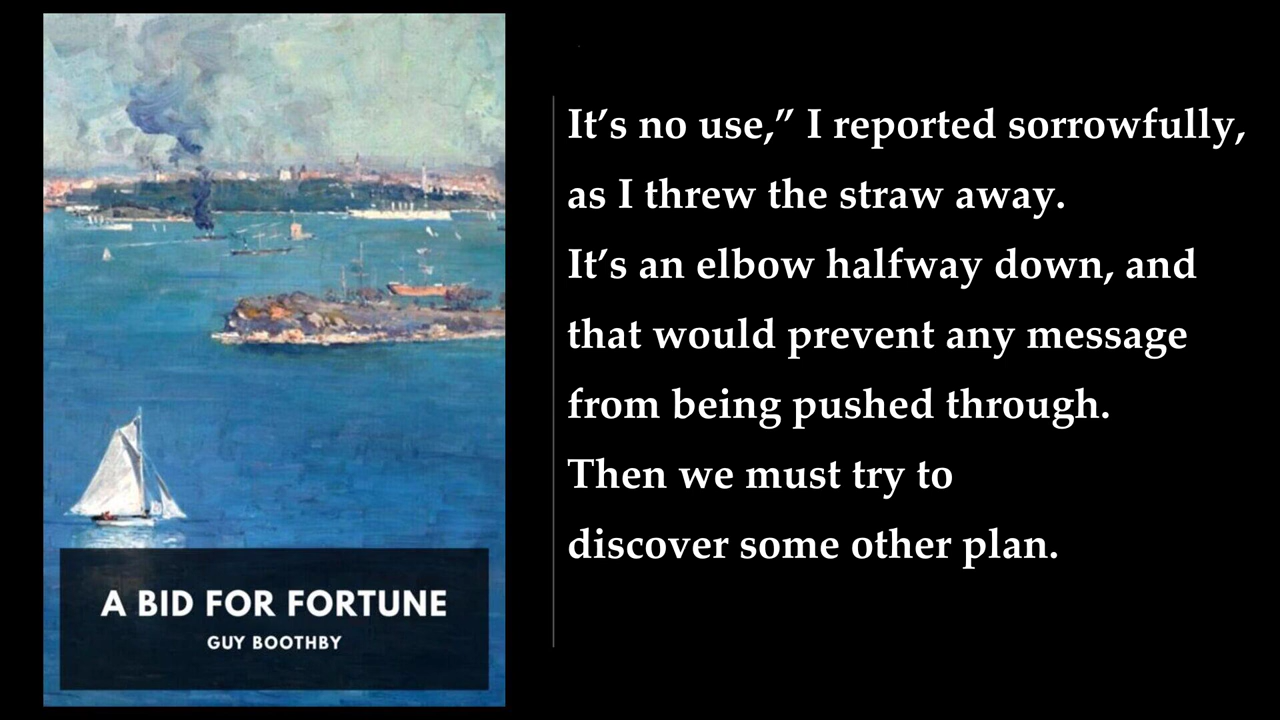 A BID FOR FORTUNE
GUY BOOTHBY
It’s no use,” I reported sorrowfully,
as I threw the straw away.
It’s an elbow halfway down, and
that would prevent any message
from being pushed through.
Then we must try to
discover some other plan.